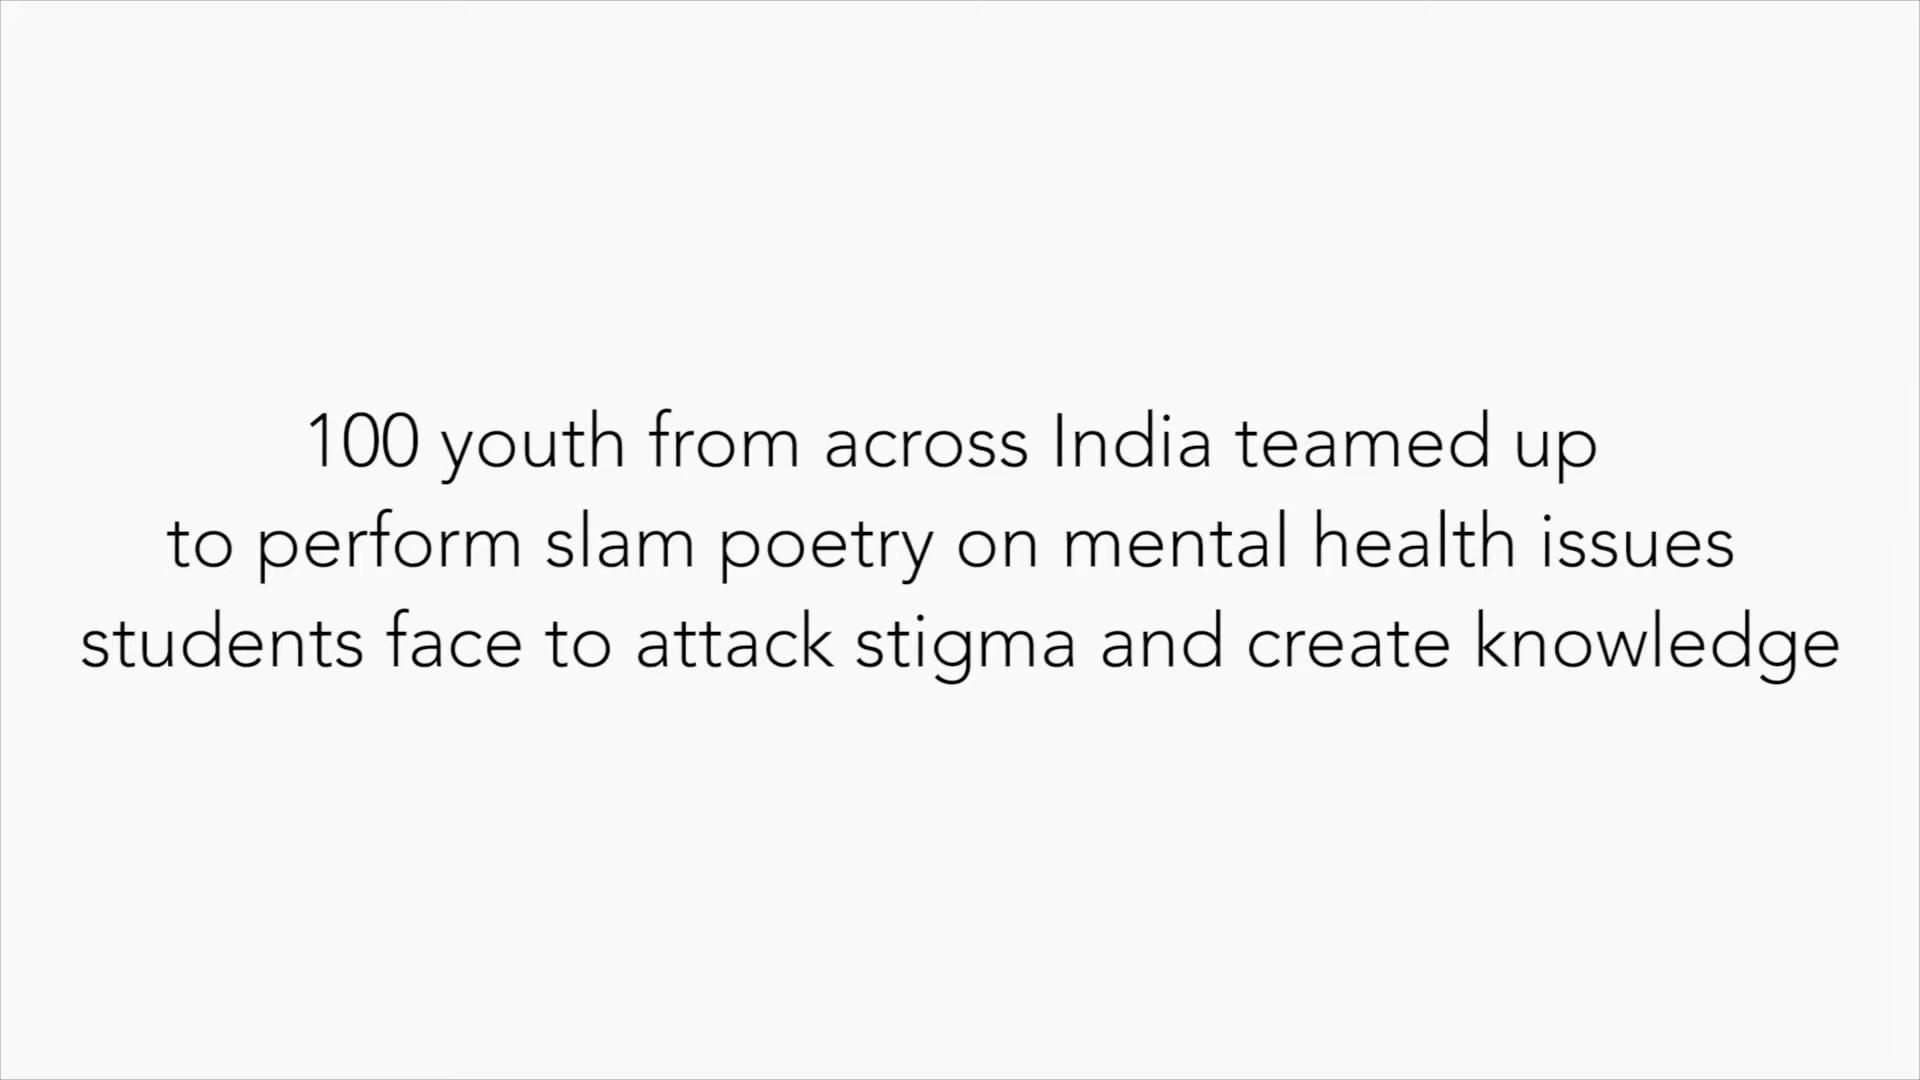 100 youth from across India teamed up
to perform slam poetry on mental health issues
students face to attack stigma and create knowledge